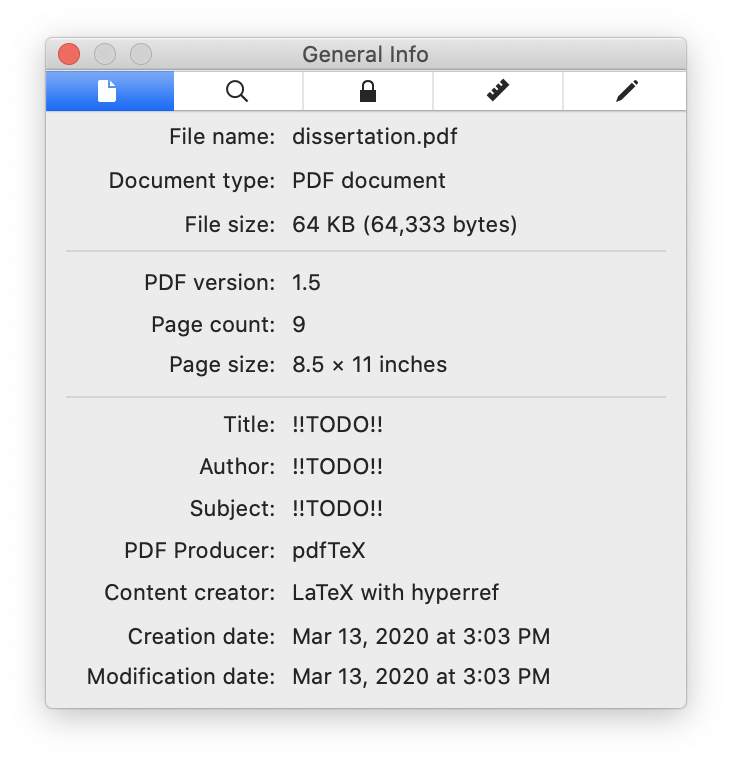 General Info
File name: dissertation.pdf
Document type: PDF document
File size: 64 KB (64,333 bytes)
PDF version: 1.5
Page count: 9
Page size: 8.5 × 11 inches
Title: !!TODO!!
Author: !!TODO!!
Subject: !!TODO!!
PDF Producer: pdfTeX
Content creator: LaTeX with hyperref
Creation date: Mar 13, 2020 at 3:03 PM
Modification date: Mar 13, 2020 at 3:03 PM